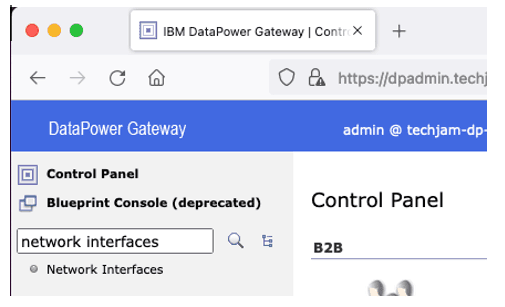 IBM DataPower Gateway | Contr
https://dpadmin.techj
DataPower Gateway
admin @ techjam-dp-
Control Panel
Blueprint Console (deprecated)
network interfaces
Network Interfaces
Control Panel
B2B